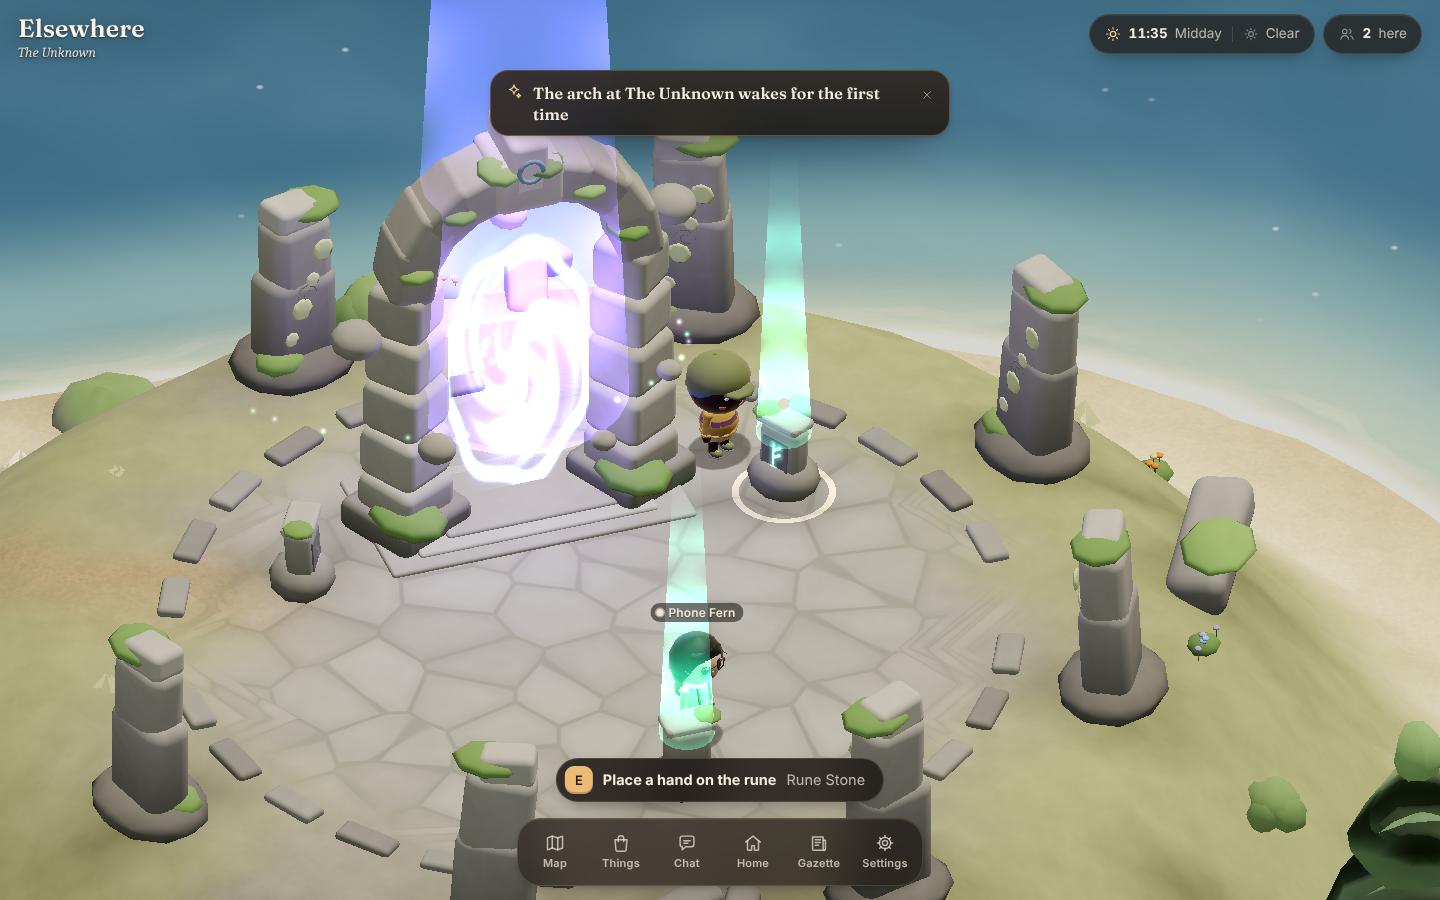 Elsewhere
The Unknown
11:35 Midday Clear
2 here
The arch at The Unknown wakes for the first
time
Phone Fern
E Place a hand on the rune Rune Stone
Map Things Chat Home Gazette Settings